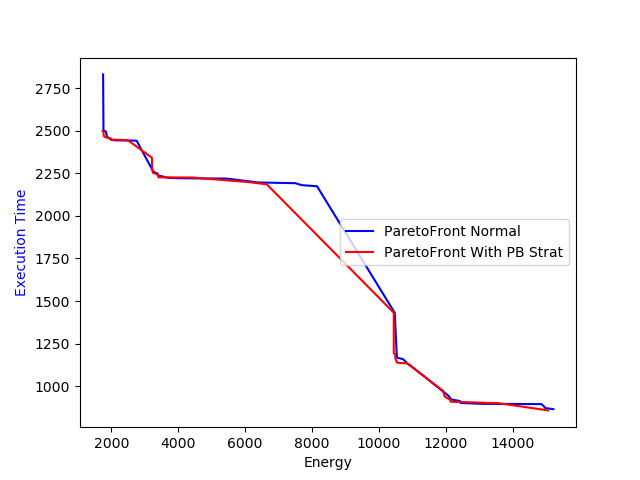 2750
2500
2250
2000
1750
1500
1250
1000
Execution Time
ParetoFront Normal
ParetoFront With PB Strat
2000 4000 6000 8000 10000 12000 14000
Energy